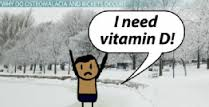 WHY DO OSTEOMALACIA AND RICKETS OCCUR?
I need
vitamin D!